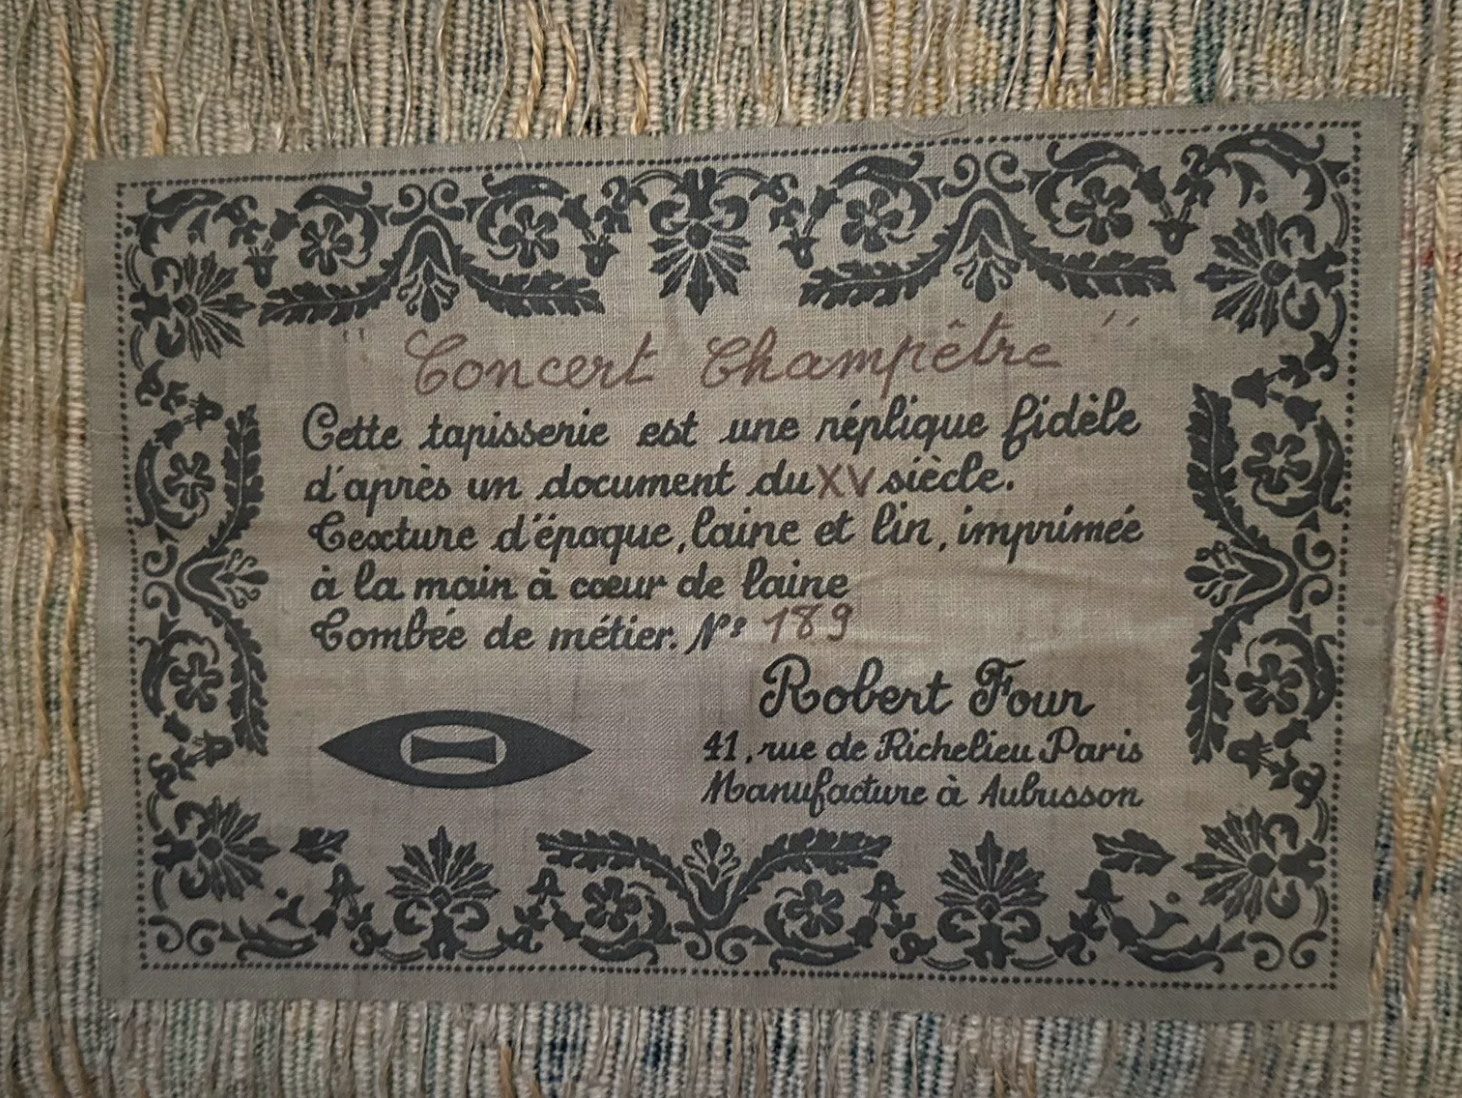 "Concert Champêtre"
Cette tapisserie est une réplique fidèle
d'après un document du XV siècle.
Texture d'époque, laine et lin, imprimée
à la main à cœur de laine
Tombée de métier. N° 189
Robert Four
41, rue de Richelieu Paris
Manufacture à Aubusson